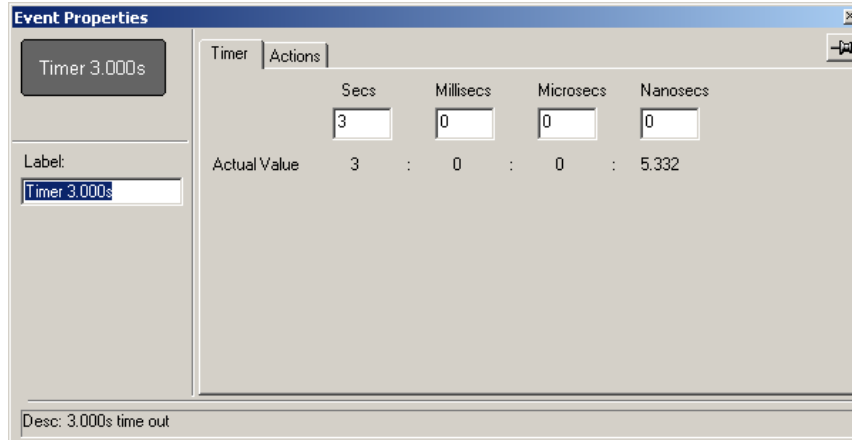 Event Properties
Timer 3.000s
Timer Actions
Secs Millisecs Microsecs Nanosecs
3 0 0 0
Label:
Actual Value 3 : 0 : 0 : 5.332
Timer 3.000s
Desc: 3.000s time out